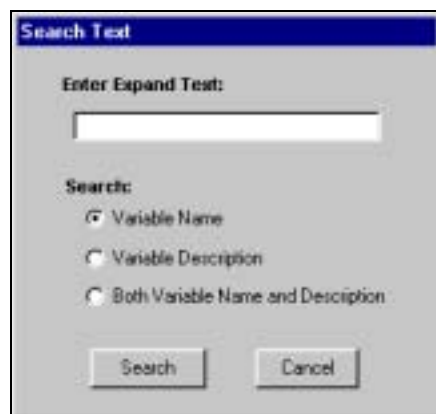 Search Text
Enter Expand Text:
Search:
Variable Name
Variable Description
Both Variable Name and Description
Search Cancel